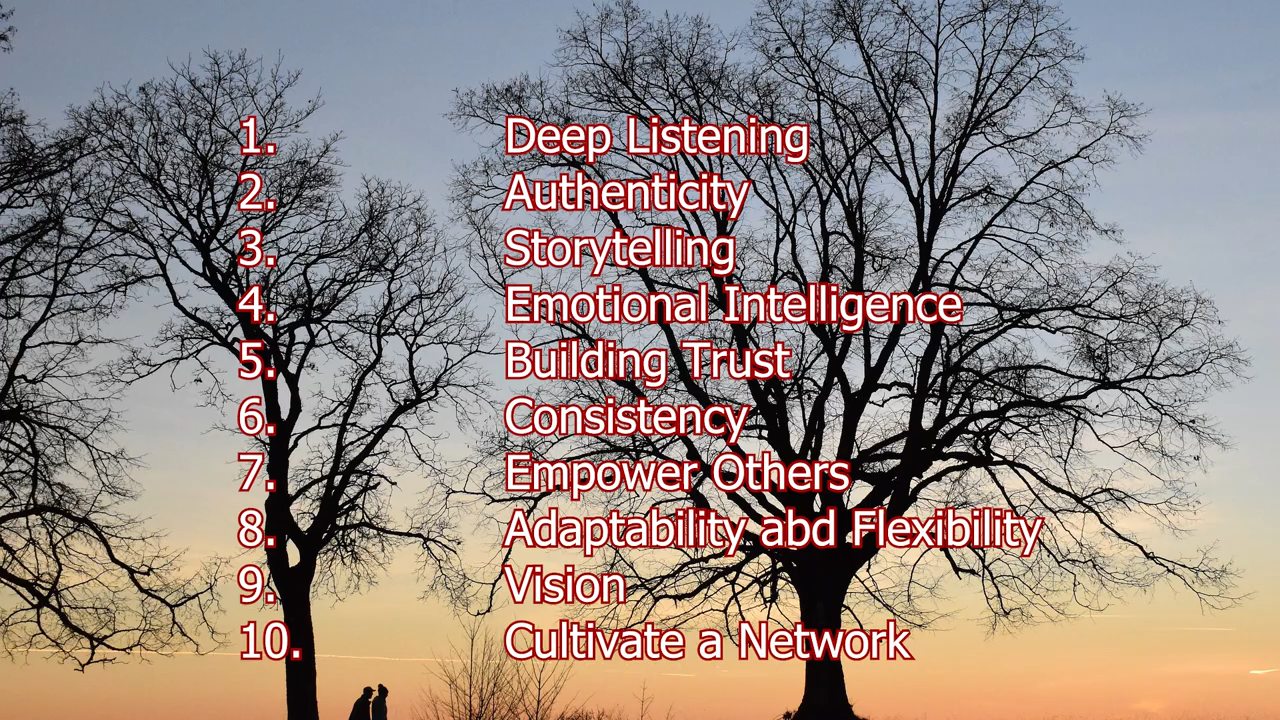 1. Deep Listening
2. Authenticity
3. Storytelling
4. Emotional Intelligence
5. Building Trust
6. Consistency
7. Empower Others
8. Adaptability abd Flexibility
9. Vision
10. Cultivate a Network